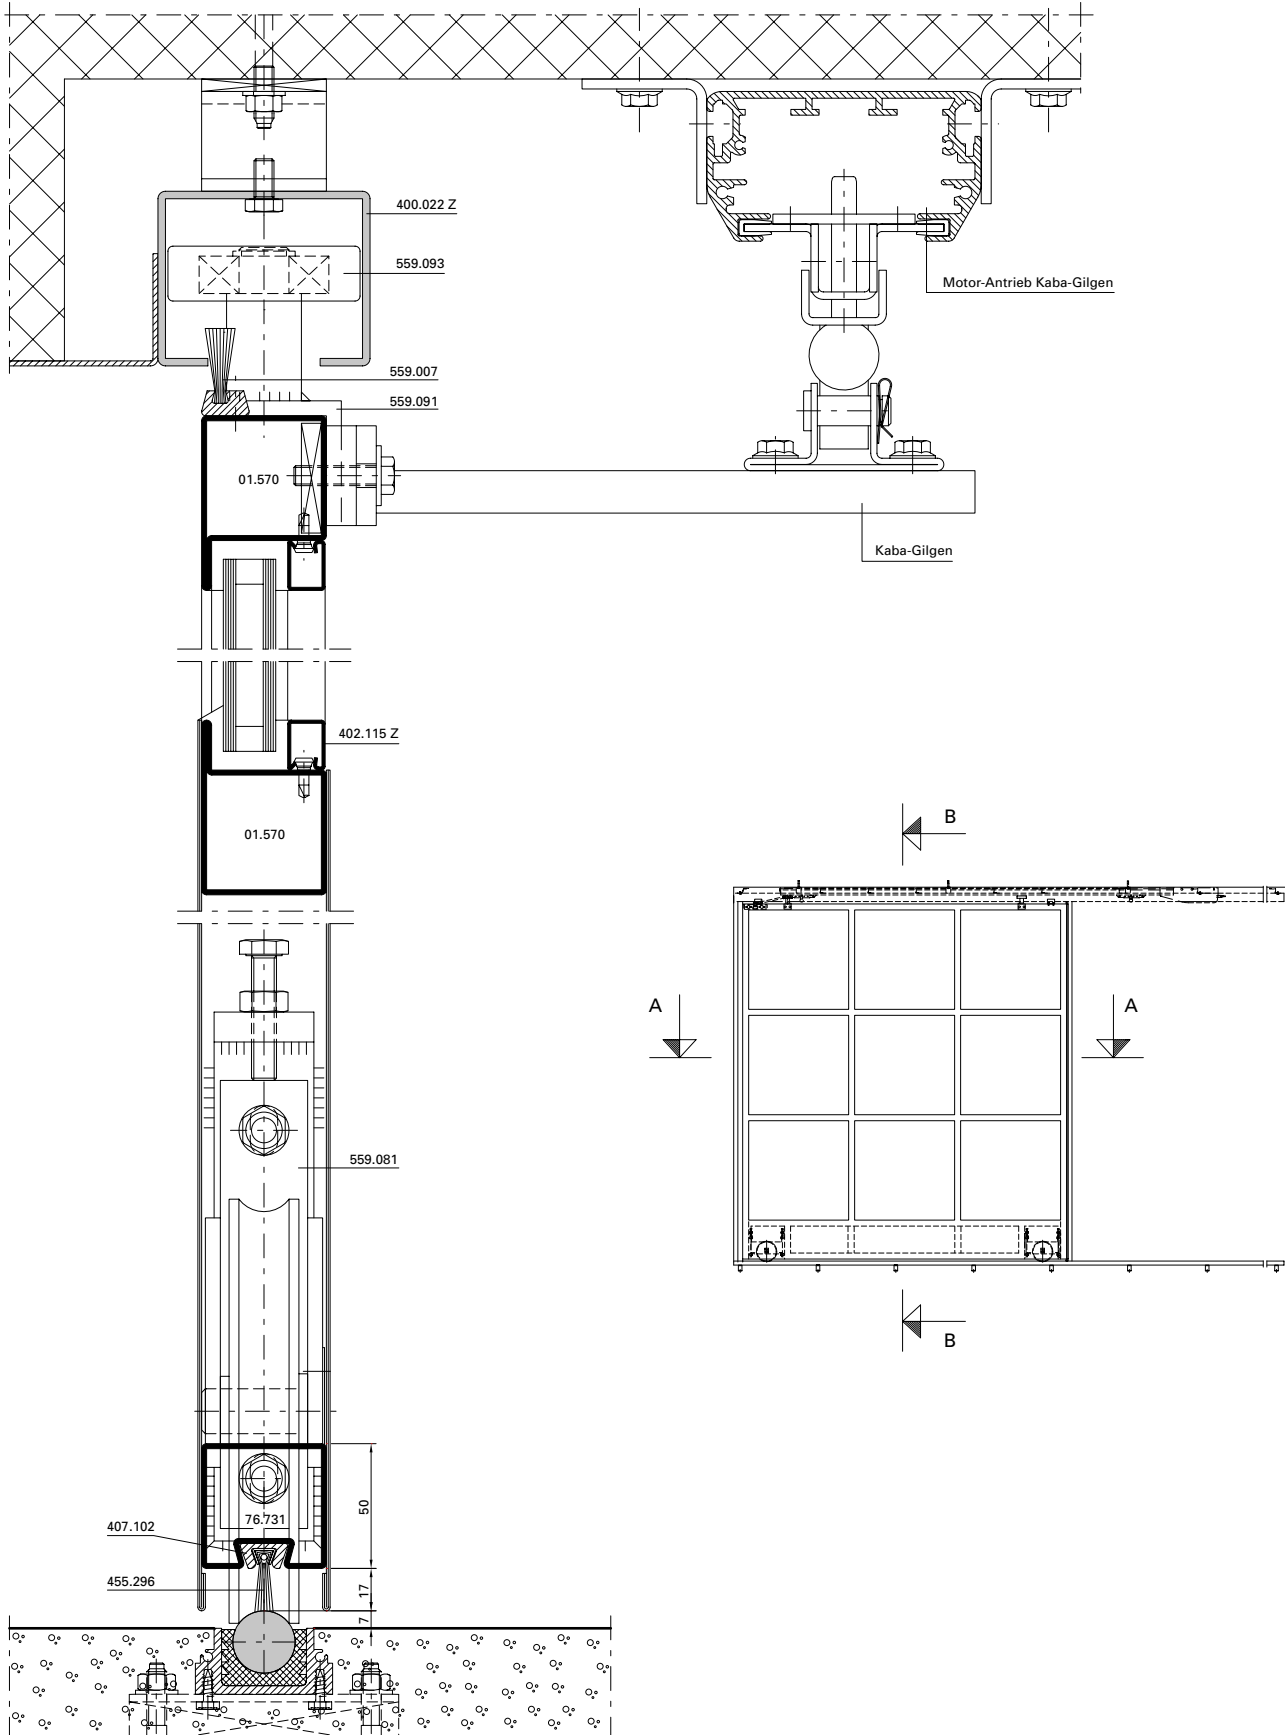 400.022 Z
559.093
Motor-Antrieb Kaba-Gilgen
559.007
559.091
01.570
Kaba-Gilgen
402.115 Z
01.570
B
A
A
559.081
B
50
76.731
407.102
455.296
17
7